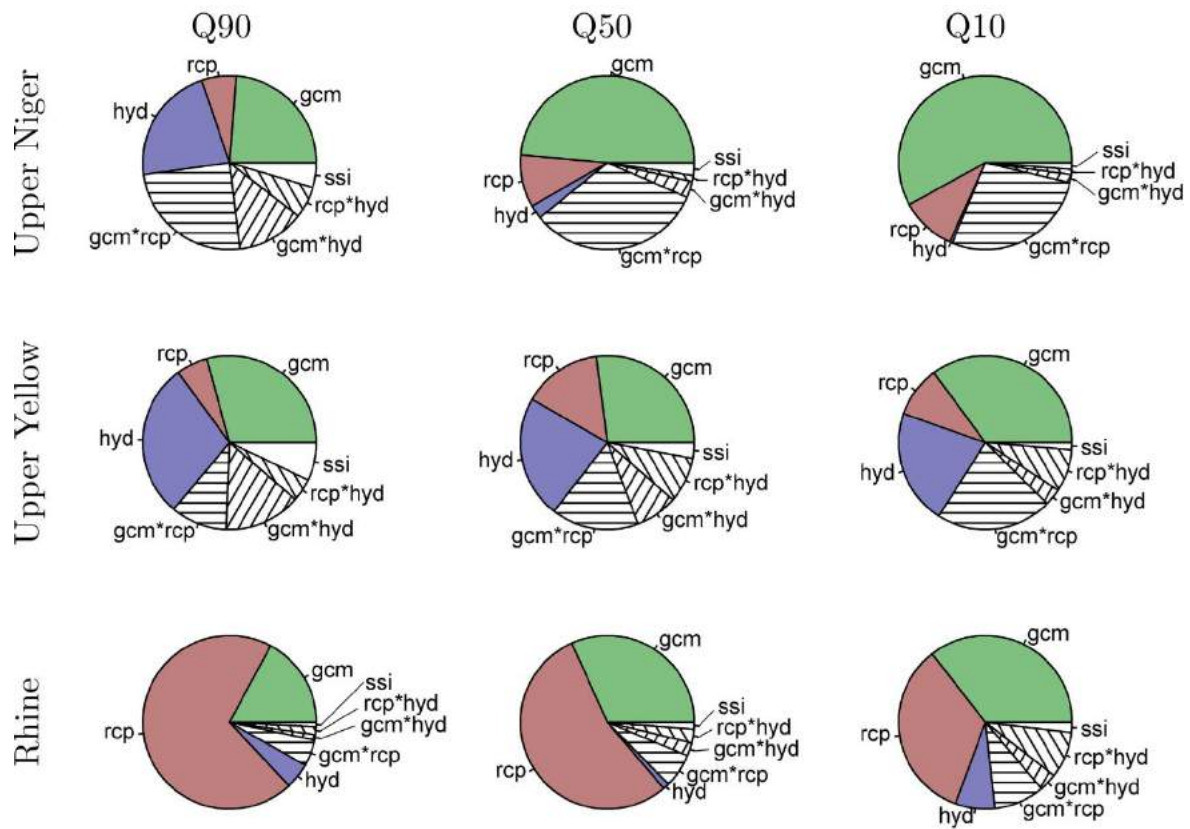 Q90 Q50 Q10
Upper Niger
rcp
gcm
hyd
ssi
rcp*hyd
gcm*rcp
gcm*hyd
gcm
ssi
rcp*hyd
rcp
gcm*hyd
hyd
gcm*rcp
gcm
ssi
rcp*hyd
gcm*hyd
rcp
hyd
gcm*rcp
Upper Yellow
rcp
gcm
hyd
ssi
rcp*hyd
gcm*rcp
gcm*hyd
rcp
gcm
hyd
ssi
rcp*hyd
gcm*hyd
gcm*rcp
gcm
rcp
ssi
hyd
rcp*hyd
gcm*hyd
gcm*rcp
Rhine
gcm
ssi
rcp*hyd
gcm*hyd
rcp
gcm*rcp
hyd
gcm
ssi
rcp*hyd
gcm*hyd
rcp
gcm*rcp
hyd
gcm
ssi
rcp
rcp*hyd
gcm*hyd
gcm*rcp
hyd